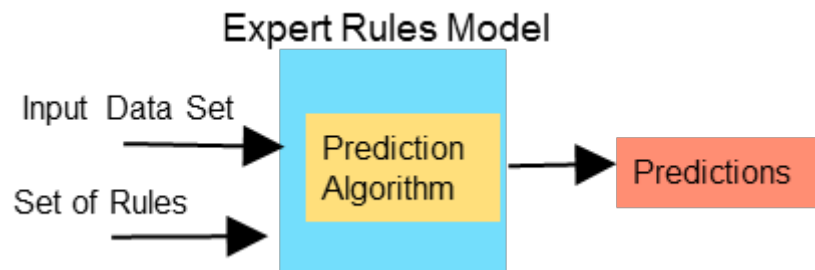 Expert Rules Model
Input Data Set
Prediction
Algorithm
Predictions
Set of Rules